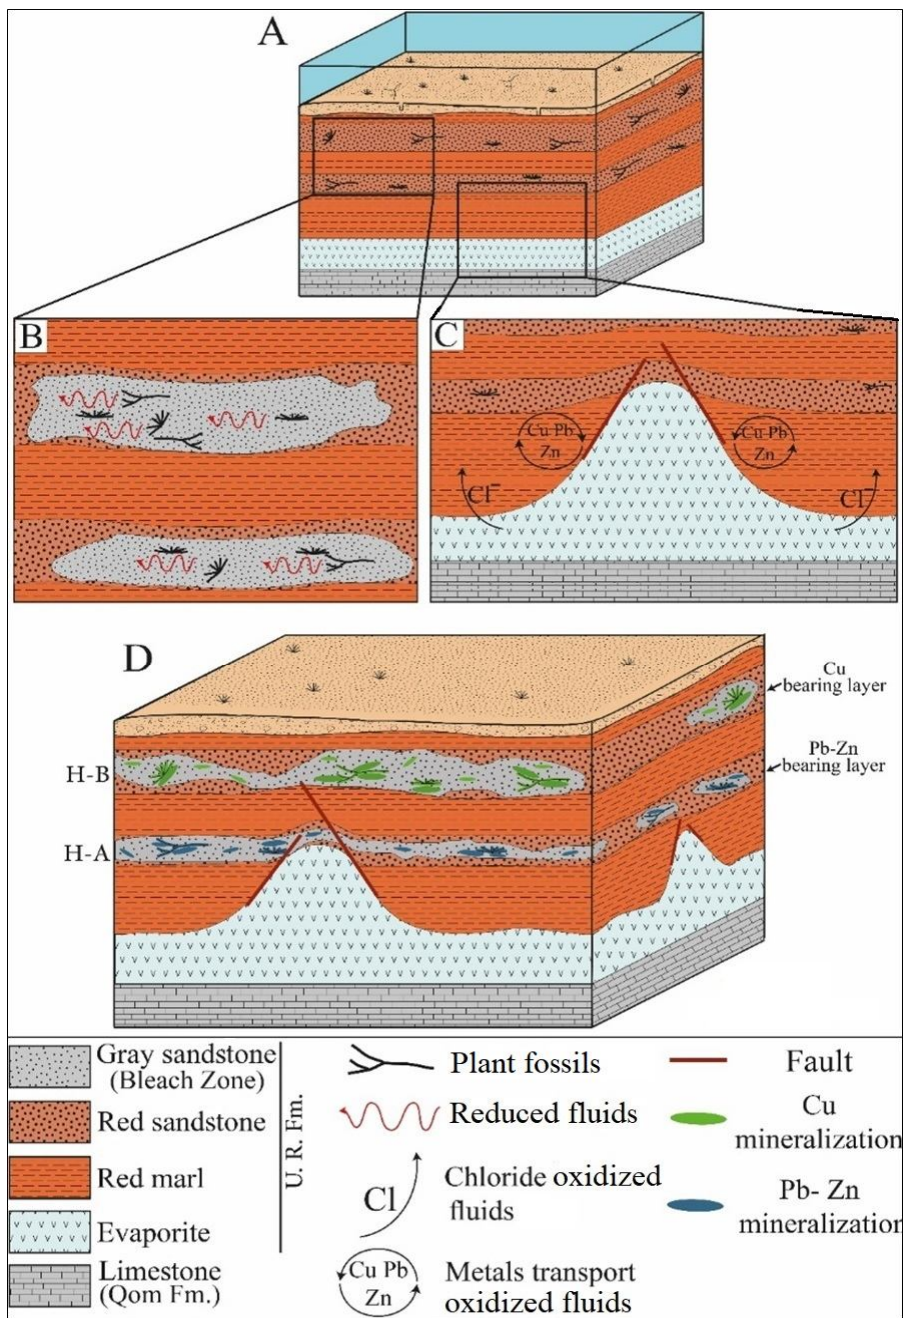 A
B
C
Cu Pb
Zn
Cu Pb
Zn
Cl⁻
Cl⁻
D
Cu
bearing layer
Pb-Zn
bearing layer
H-B
H-A
Gray sandstone
(Bleach Zone)
Red sandstone
Red marl
Evaporite
Limestone
(Qom Fm.)
U. R. Fm.
Plant fossils
Reduced fluids
Cl
Chloride oxidized
fluids
Cu Pb
Zn
Metals transport
oxidized fluids
Fault
Cu
mineralization
Pb- Zn
mineralization